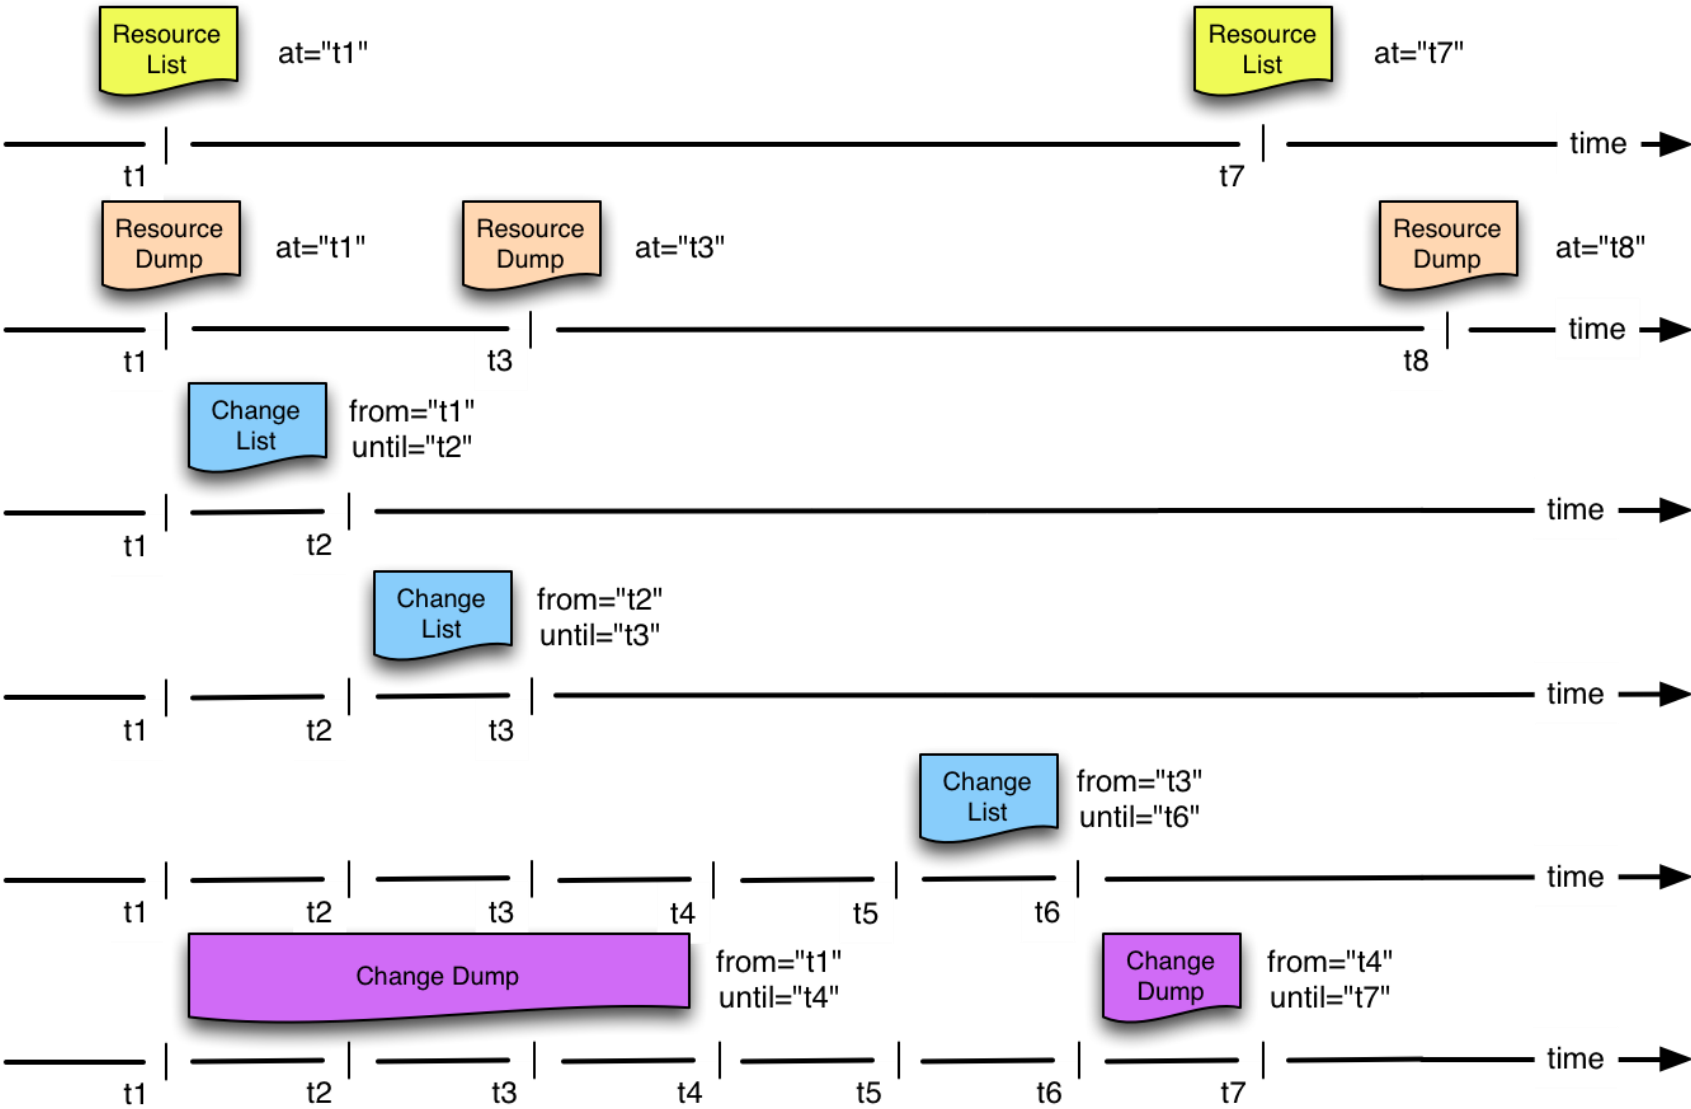 Resource
List
at="t1"
Resource
List
at="t7"
time
t1
t7
Resource
Dump
at="t1"
Resource
Dump
at="t3"
Resource
Dump
at="t8"
time
t1
t3
t8
Change
List
from="t1"
until="t2"
time
t1
t2
Change
List
from="t2"
until="t3"
time
t1
t2
t3
Change
List
from="t3"
until="t6"
time
t1
t2
t3
t4
t5
t6
Change Dump
from="t1"
until="t4"
Change
Dump
from="t4"
until="t7"
time
t1
t2
t3
t4
t5
t6
t7